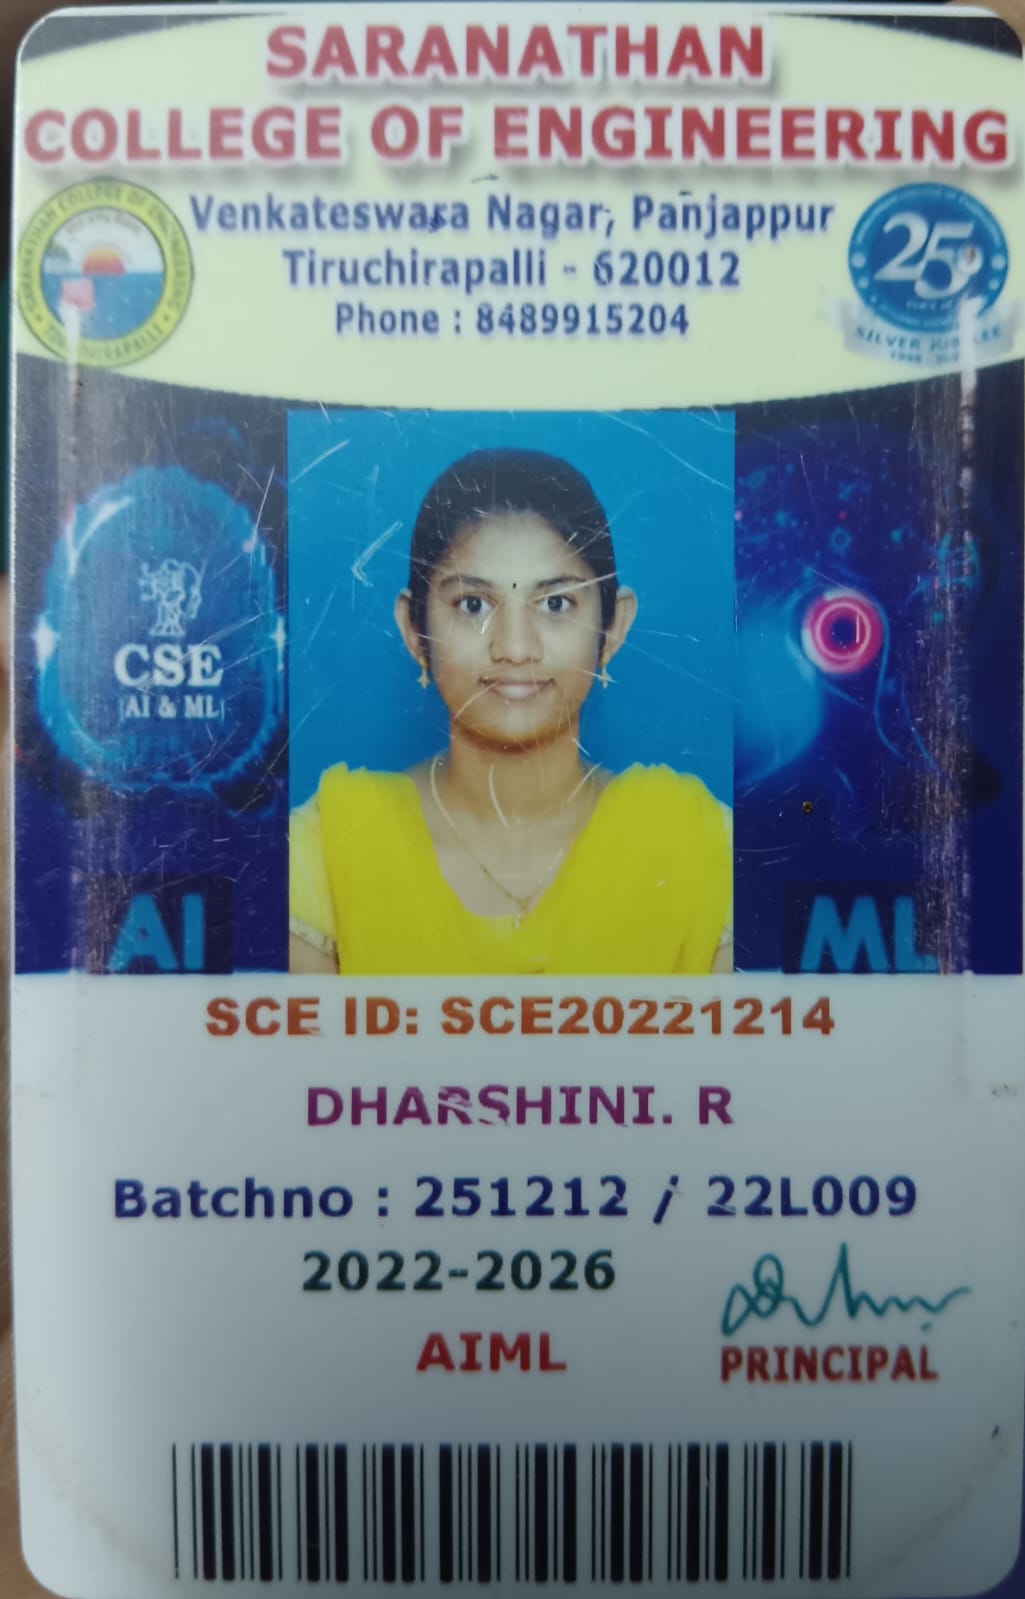 SARANATHAN
COLLEGE OF ENGINEERING
Venkateswara Nagar, Panjappur
Tiruchirapalli - 620012
Phone : 8489915204
SARANATHAN COLLEGE OF ENGINEERING
TIRUCHIRAPALLI
25
SILVER JUBILEE
CSE
AI & ML
AI
ML
SCE ID: SCE20221214
DHARSHINI. R
Batchno : 251212 / 22L009
2022-2026
AIML
PRINCIPAL